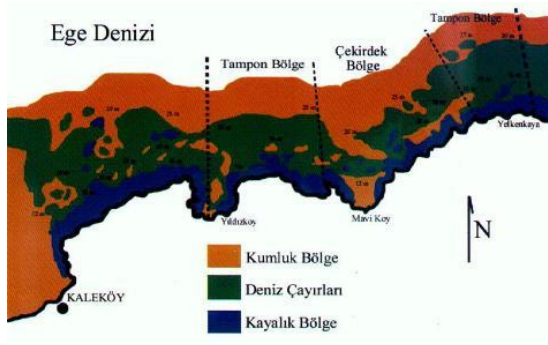 Ege Denizi
Tampon Bölge
Çekirdek
Bölge
Tampon Bölge
Yelkenkaya
Yıldızkoy
Mavi Koy
N
Kumluk Bölge
Deniz Çayırları
Kayalık Bölge
KALEKÖY